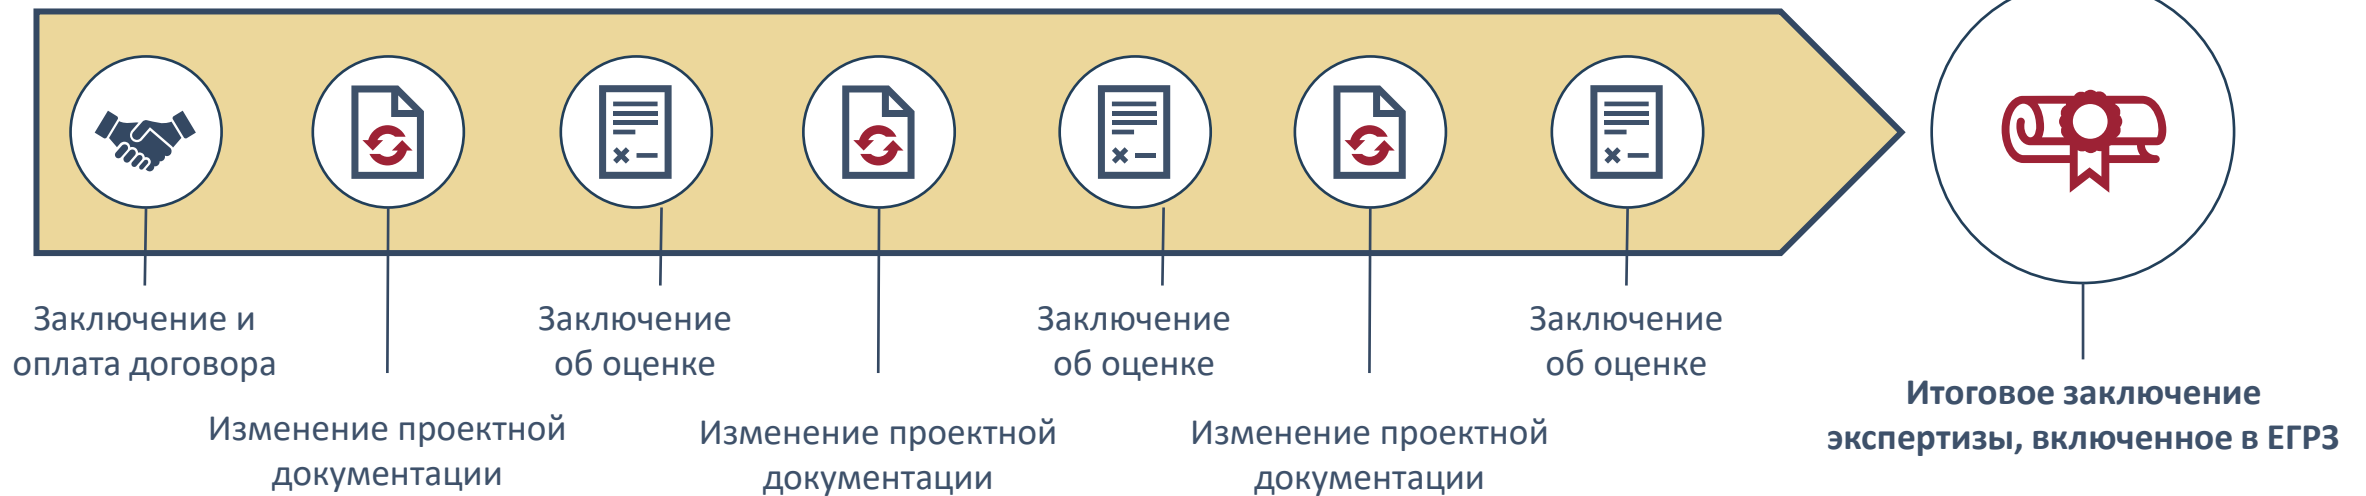 Заключение и
оплата договора
Изменение проектной
документации
Заключение
об оценке
Изменение проектной
документации
Заключение
об оценке
Изменение проектной
документации
Заключение
об оценке
Итоговое заключение
экспертизы, включенное в ЕГРЗ